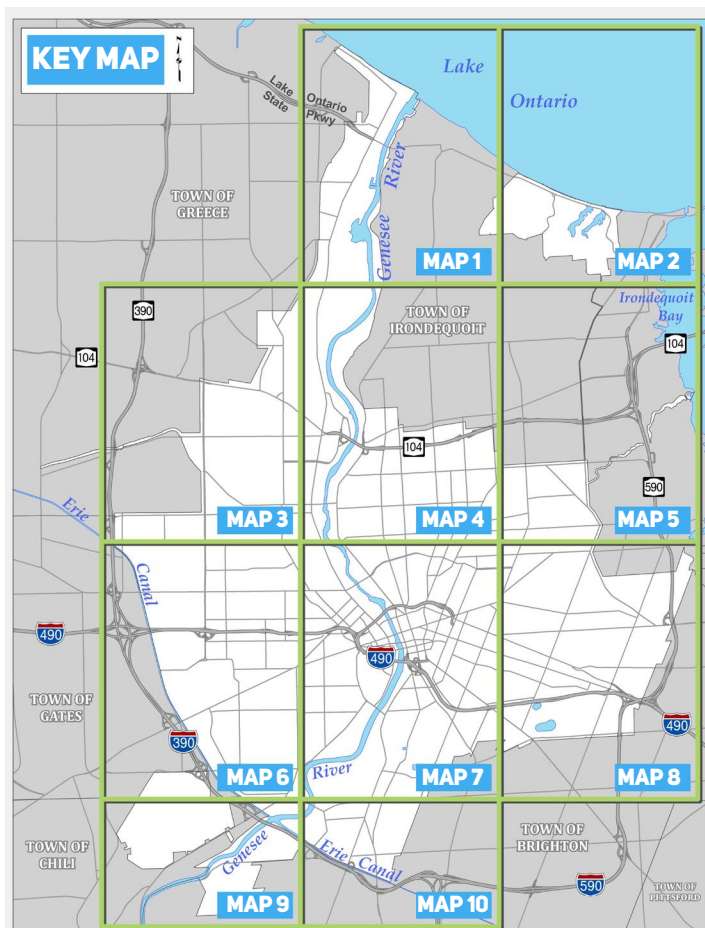 KEY MAP
Lake
Ontario
Lake Ontario
State Pkwy
River
Genesee
TOWN OF
GREECE
MAP 1
MAP 2
390
TOWN OF
IRONDEQUOIT
Irondequoit
Bay
104
104
104
590
Erie
MAP 3
MAP 4
MAP 5
Canal
490
490
TOWN OF
GATES
390
490
MAP 6
River
MAP 7
MAP 8
TOWN OF
CHILI
Genesee
Erie Canal
TOWN OF
BRIGHTON
590
TOWN OF
PITTSFORD
MAP 9
MAP 10